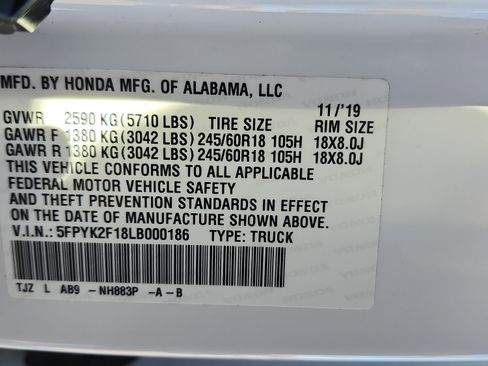 MFD. BY HONDA MFG. OF ALABAMA, LLC
11/'19
GVWR 2590 KG(5710 LBS) TIRE SIZE RIM SIZE
GAWR F 1380 KG(3042 LBS) 245/60R18 105H 18X8.0J
GAWR R 1380 KG(3042 LBS) 245/60R18 105H 18X8.0J
THIS VEHICLE CONFORMS TO ALL APPLICABLE
FEDERAL MOTOR VEHICLE SAFETY
AND THEFT PREVENTION STANDARDS IN EFFECT
ON THE DATE OF MANUFACTURE SHOWN ABOVE.
V.I.N.: 5FPYK2F18LB000186 TYPE: TRUCK
TJZ L AB9 -NH883P -A-B